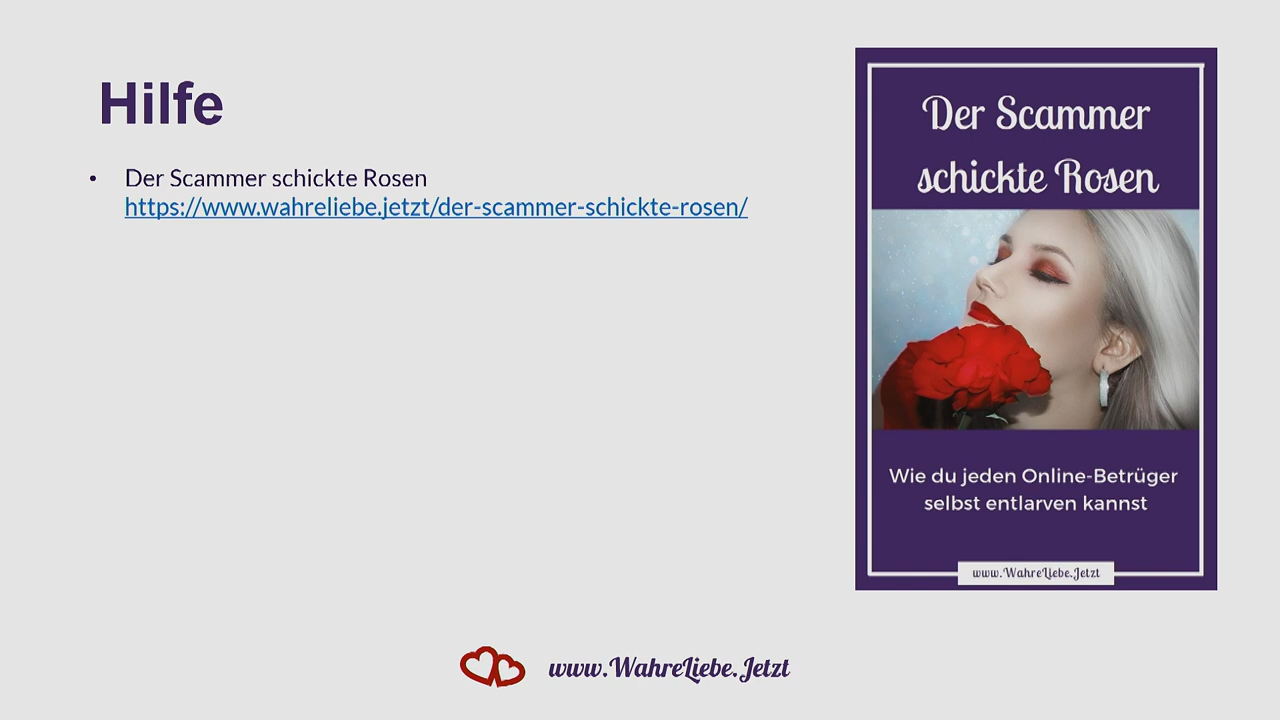 Hilfe
• Der Scammer schickte Rosen
https://www.wahreliebe.jetzt/der-scammer-schickte-rosen/
Der Scammer
schickte Rosen
Wie du jeden Online-Betrüger
selbst entlarven kannst
www.WahreLiebe.Jetzt
www.WahreLiebe.Jetzt